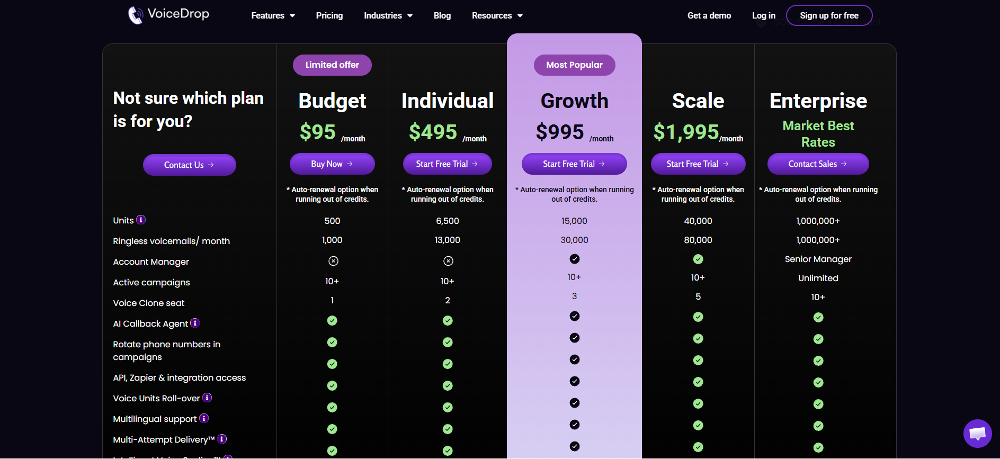 VoiceDrop
Features
Pricing
Industries
Blog
Resources
Get a demo
Log in
Sign up for free
Not sure which plan
is for you?
Contact Us →
Limited offer
Budget
$95 /month
Buy Now →
* Auto-renewal option when
running out of credits.
Individual
$495 /month
Start Free Trial →
* Auto-renewal option when
running out of credits.
Most Popular
Growth
$995 /month
Start Free Trial →
* Auto-renewal option when running
out of credits.
Scale
$1,995/month
Start Free Trial →
* Auto-renewal option when
running out of credits.
Enterprise
Market Best
Rates
Contact Sales →
* Auto-renewal option when running
out of credits.
Units 500 6,500 15,000 40,000 1,000,000+
Ringless voicemails/ month 1,000 13,000 30,000 80,000 1,000,000+
Account Manager Senior Manager
Active campaigns 10+ 10+ 10+ 10+ Unlimited
Voice Clone seat 1 2 3 5 10+
AI Callback Agent
Rotate phone numbers in
campaigns
API, Zapier & integration access
Voice Units Roll-over
Multilingual support
Multi-Attempt Delivery™